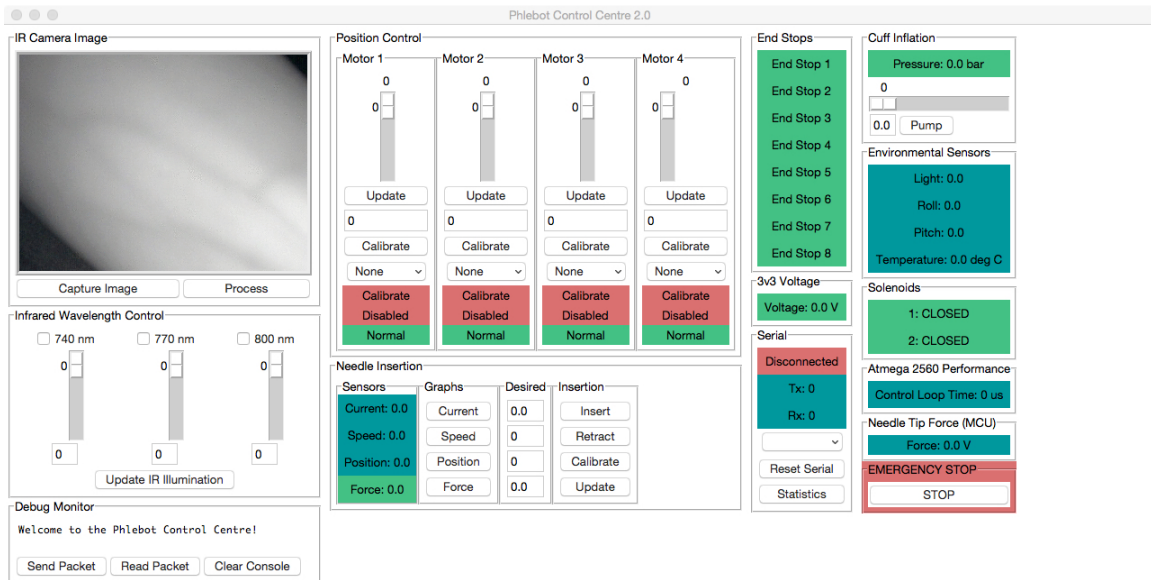 Phlebot Control Centre 2.0
IR Camera Image
Capture Image
Process
Infrared Wavelength Control
740 nm
770 nm
800 nm
0
0
0
0
0
0
Update IR Illumination
Debug Monitor
Welcome to the Phlebot Control Centre!
Send Packet
Read Packet
Clear Console
Position Control
Motor 1
0
0
Update
0
Calibrate
None
Calibrate
Disabled
Normal
Motor 2
0
0
Update
0
Calibrate
None
Calibrate
Disabled
Normal
Motor 3
0
0
Update
0
Calibrate
None
Calibrate
Disabled
Normal
Motor 4
0
0
Update
0
Calibrate
None
Calibrate
Disabled
Normal
Needle Insertion
Sensors
Current: 0.0
Speed: 0.0
Position: 0.0
Force: 0.0
Graphs
Current
Speed
Position
Force
Desired
0.0
0
0
0.0
Insertion
Insert
Retract
Calibrate
Update
End Stops
End Stop 1
End Stop 2
End Stop 3
End Stop 4
End Stop 5
End Stop 6
End Stop 7
End Stop 8
3v3 Voltage
Voltage: 0.0 V
Serial
Disconnected
Tx: 0
Rx: 0
Reset Serial
Statistics
Cuff Inflation
Pressure: 0.0 bar
0
0.0
Pump
Environmental Sensors
Light: 0.0
Roll: 0.0
Pitch: 0.0
Temperature: 0.0 deg C
Solenoids
1: CLOSED
2: CLOSED
Atmega 2560 Performance
Control Loop Time: 0 us
Needle Tip Force (MCU)
Force: 0.0 V
EMERGENCY STOP
STOP